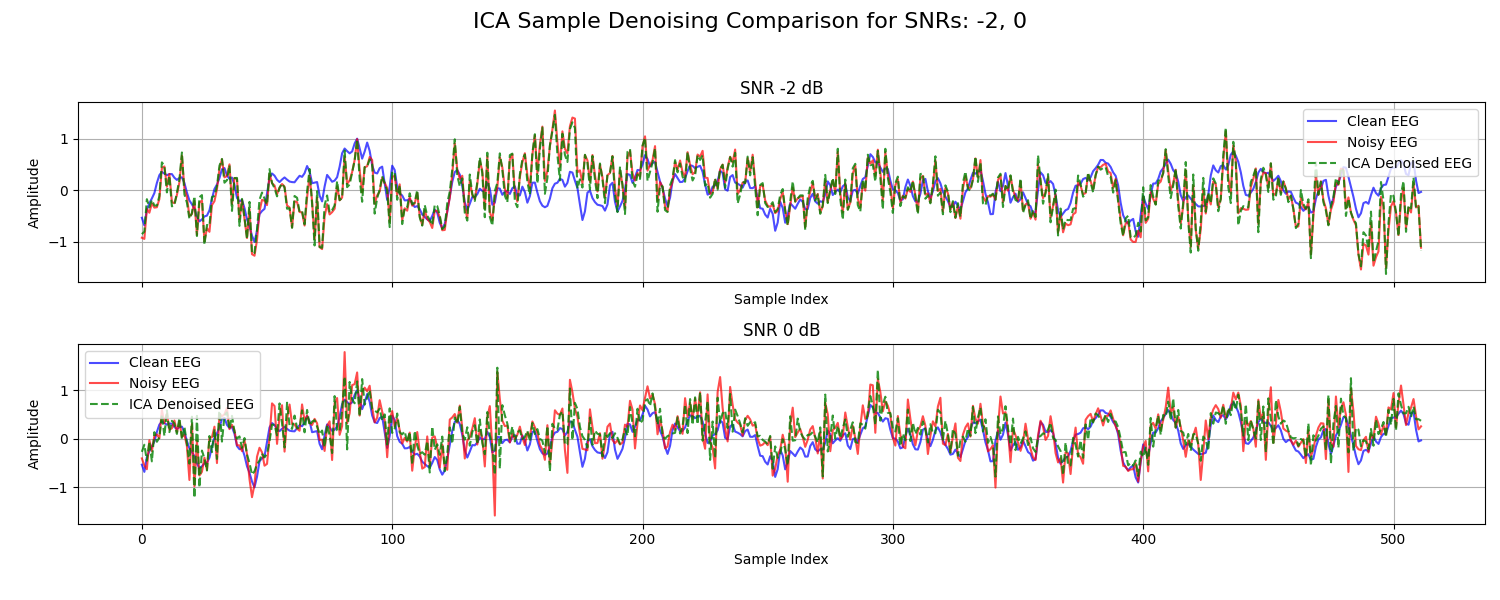 ICA Sample Denoising Comparison for SNRs: -2, 0
SNR -2 dB
Amplitude
1
0
−1
Clean EEG
Noisy EEG
ICA Denoised EEG
Sample Index
SNR 0 dB
Amplitude
1
0
−1
Clean EEG
Noisy EEG
ICA Denoised EEG
0 100 200 300 400 500
Sample Index